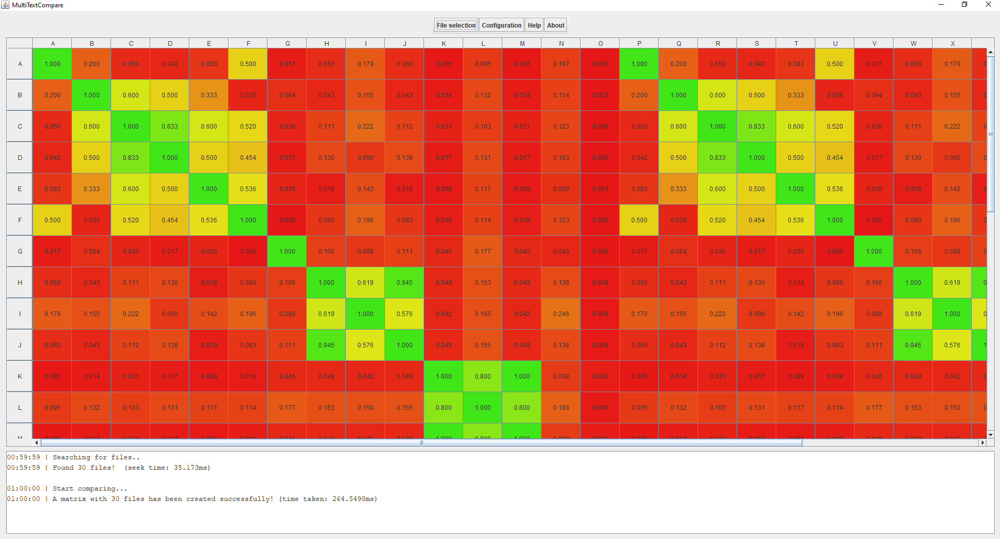 MultiTextCompare
File selection Configuration Help About
A B C D E F G H I J K L M N O P Q R S T U V W X
A 1.000 0.200 0.050 0.042 0.083 0.500 0.017 0.060 0.179 0.060 0.005 0.095 0.005 0.107 0.000 1.000 0.200 0.050 0.042 0.083 0.500 0.017 0.060 0.179 0
B 0.200 1.000 0.600 0.500 0.333 0.036 0.064 0.043 0.155 0.043 0.014 0.132 0.014 0.114 0.003 0.200 1.000 0.600 0.500 0.333 0.036 0.064 0.043 0.155 0
C 0.050 0.600 1.000 0.833 0.600 0.520 0.036 0.111 0.222 0.112 0.031 0.103 0.031 0.123 0.000 0.050 0.600 1.000 0.833 0.600 0.520 0.036 0.111 0.222 0
D 0.042 0.500 0.833 1.000 0.500 0.454 0.017 0.130 0.090 0.138 0.017 0.131 0.017 0.103 0.000 0.042 0.500 0.833 1.000 0.500 0.454 0.017 0.130 0.090 0
E 0.083 0.333 0.600 0.500 1.000 0.536 0.036 0.018 0.142 0.018 0.008 0.117 0.008 0.069 0.003 0.083 0.333 0.600 0.500 1.000 0.536 0.036 0.018 0.142 0
F 0.500 0.036 0.520 0.454 0.536 1.000 0.000 0.080 0.196 0.083 0.018 0.114 0.018 0.123 0.000 0.500 0.036 0.520 0.454 0.536 1.000 0.000 0.080 0.196 0
G 0.017 0.064 0.036 0.017 0.036 0.000 1.000 0.106 0.088 0.111 0.045 0.177 0.045 0.043 0.006 0.017 0.064 0.036 0.017 0.036 0.000 1.000 0.106 0.088 0
H 0.060 0.043 0.111 0.130 0.018 0.080 0.106 1.000 0.619 0.945 0.049 0.153 0.049 0.138 0.008 0.060 0.043 0.111 0.130 0.018 0.080 0.106 1.000 0.619 0
I 0.179 0.155 0.222 0.090 0.142 0.196 0.088 0.619 1.000 0.576 0.042 0.150 0.042 0.246 0.008 0.179 0.155 0.222 0.090 0.142 0.196 0.088 0.619 1.000 0
J 0.060 0.043 0.112 0.138 0.018 0.083 0.111 0.945 0.576 1.000 0.049 0.155 0.049 0.138 0.008 0.060 0.043 0.112 0.138 0.018 0.083 0.111 0.945 0.576 1
K 0.005 0.014 0.031 0.017 0.008 0.018 0.045 0.049 0.042 0.049 1.000 0.800 1.000 0.098 0.020 0.005 0.014 0.031 0.017 0.008 0.018 0.045 0.049 0.042 0
L 0.095 0.132 0.103 0.131 0.117 0.114 0.177 0.153 0.150 0.155 0.800 1.000 0.800 0.198 0.009 0.095 0.132 0.103 0.131 0.117 0.114 0.177 0.153 0.150 0
00:59:59 | Searching for files..
00:59:59 | Found 30 files! (seek time: 35.173ms)
01:00:00 | Start comparing...
01:00:00 | A matrix with 30 files has been created successfully! (time taken: 264.5498ms)